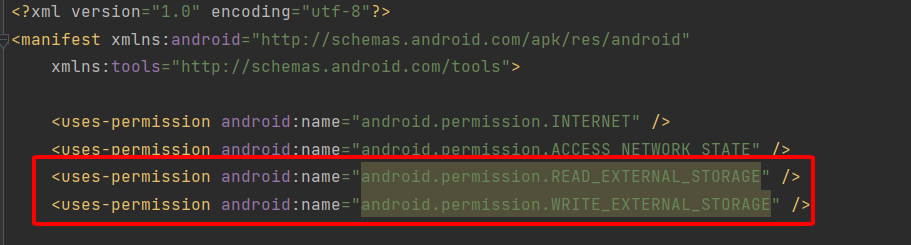 <?xml version="1.0" encoding="utf-8"?>
<manifest xmlns:android="http://schemas.android.com/apk/res/android"
xmlns:tools="http://schemas.android.com/tools">
<uses-permission android:name="android.permission.INTERNET" />
<uses-permission android:name="android.permission.ACCESS_NETWORK_STATE" />
<uses-permission android:name="android.permission.READ_EXTERNAL_STORAGE" />
<uses-permission android:name="android.permission.WRITE_EXTERNAL_STORAGE" />